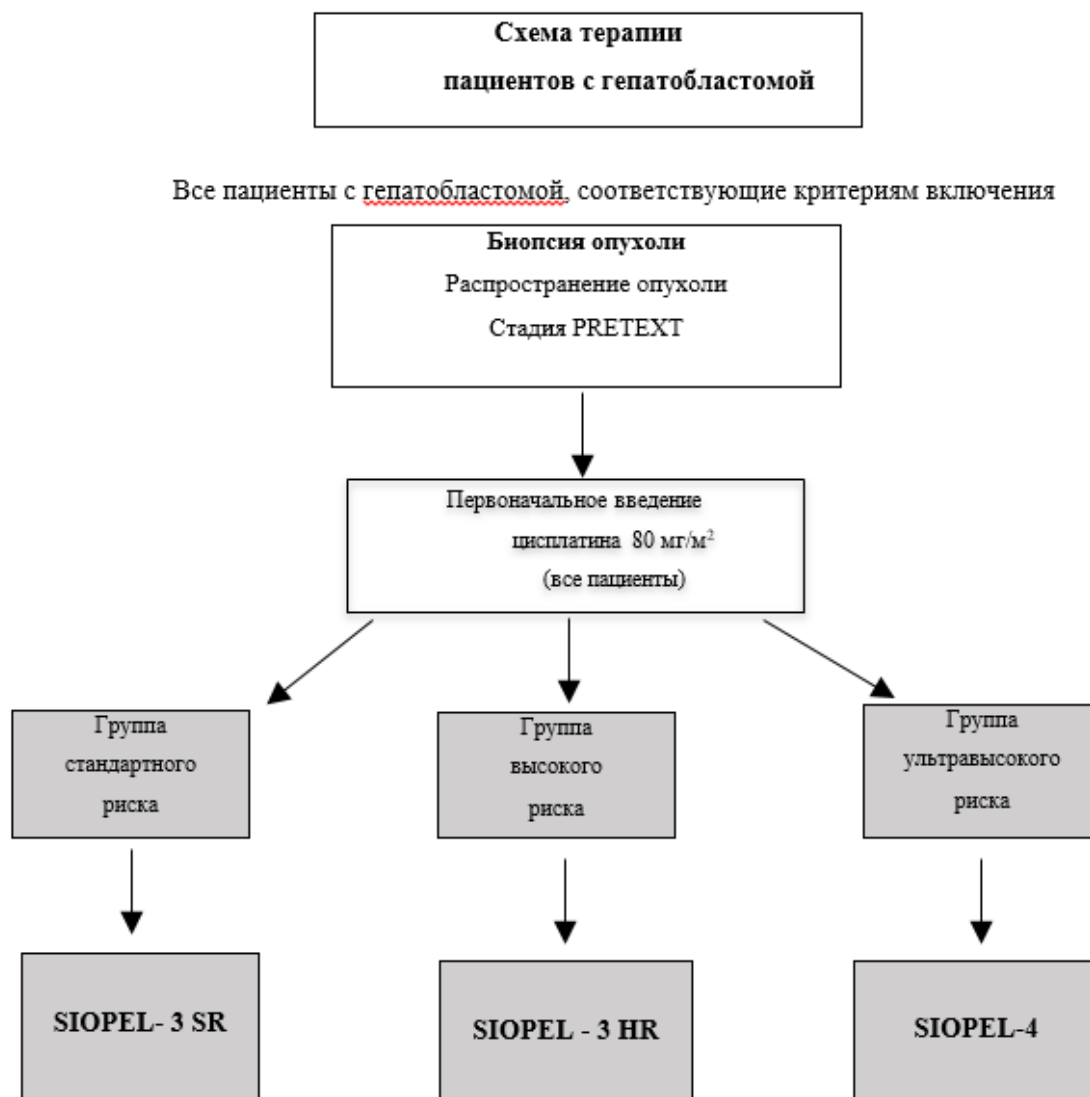 Схема терапии
пациентов с гепатобластомой
Все пациенты с гепатобластомой, соответствующие критериям включения
Биопсия опухоли
Распространение опухоли
Стадия PRETEXT
Первоначальное введение
цисплатина 80 мг/м²
(все пациенты)
Группа
стандартного
риска
Группа
высокого
риска
Группа
ультравысокого
риска
SIOPEL- 3 SR
SIOPEL - 3 HR
SIOPEL-4